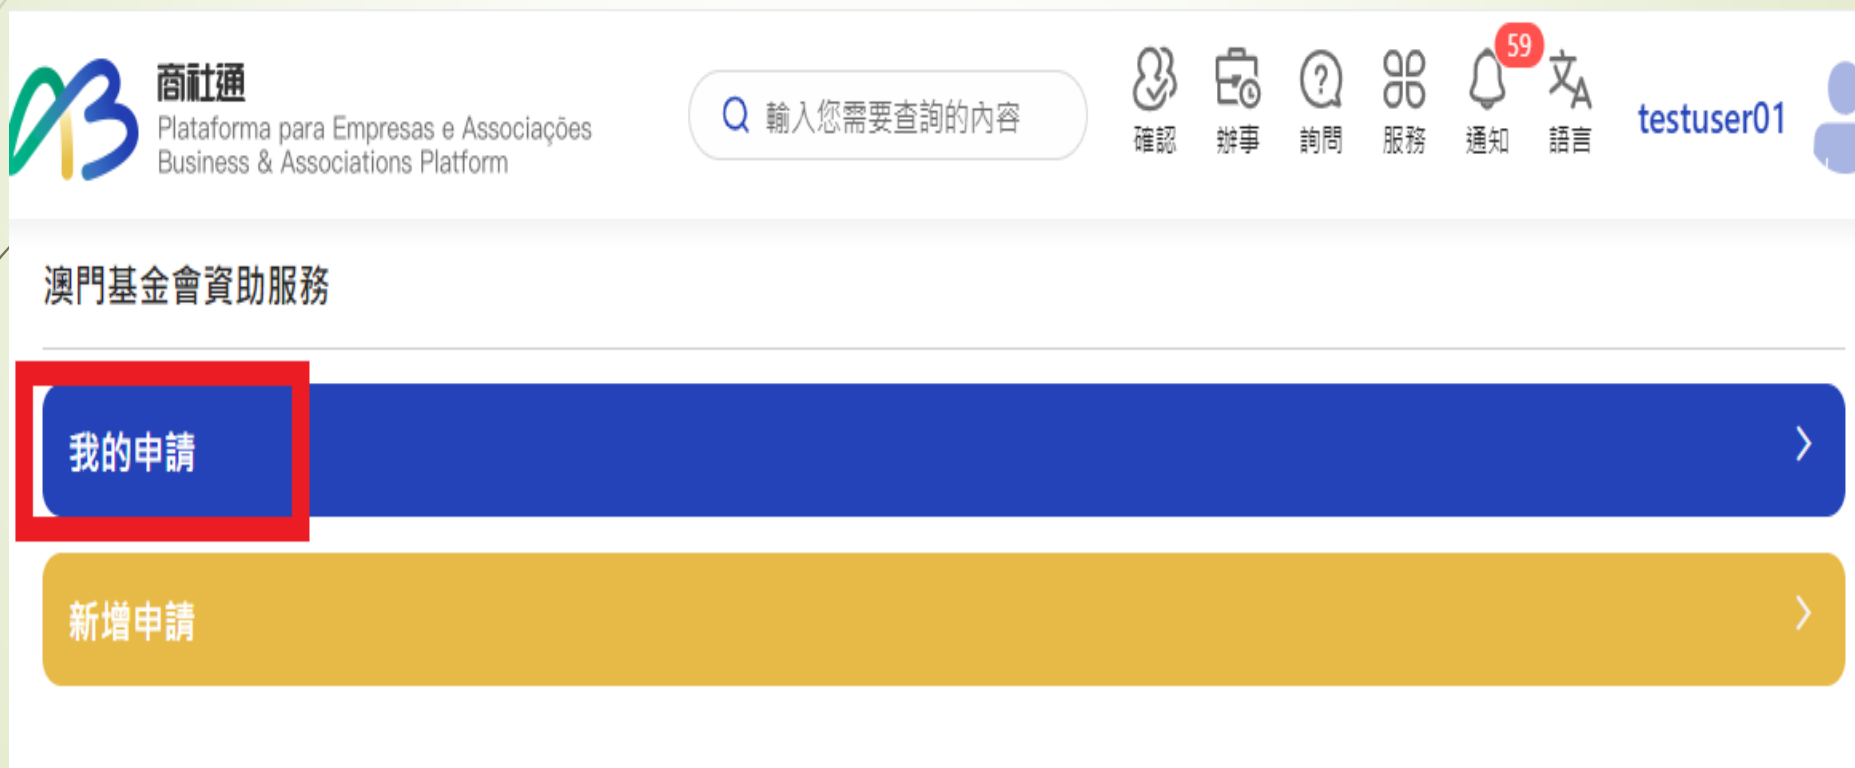 商社通
Plataforma para Empresas e Associações
Business & Associations Platform
輸入您需要查詢的內容
確認
辦事
詢問
服務
59
通知
語言
testuser01
澳門基金會資助服務
我的申請
新增申請